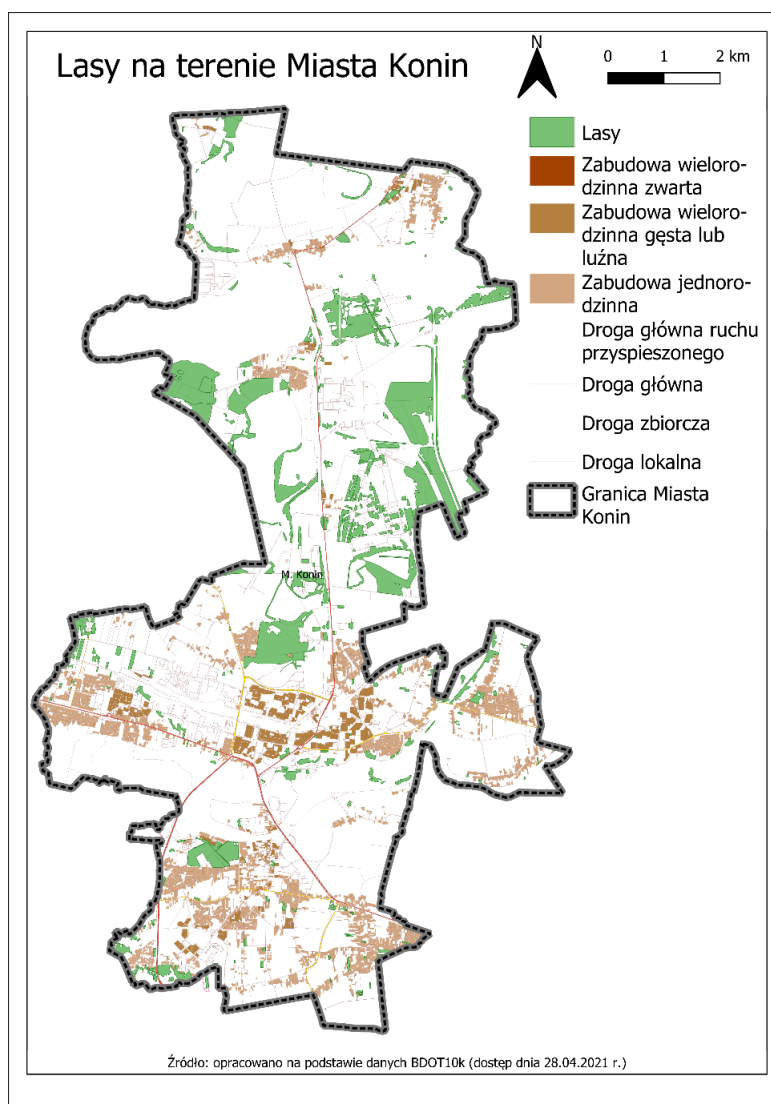 Lasy na terenie Miasta Konin
N
0 1 2 km
Lasy
Zabudowa wieloro-
dzinna zwarta
Zabudowa wieloro-
dzinna gęsta lub
luźna
Zabudowa jednoro-
dzinna
Droga główna ruchu
przyspieszonego
Droga główna
Droga zbiorcza
Droga lokalna
Granica Miasta
Konin
M. Konin
Źródło: opracowano na podstawie danych BDOT10k (dostęp dnia 28.04.2021 r.)